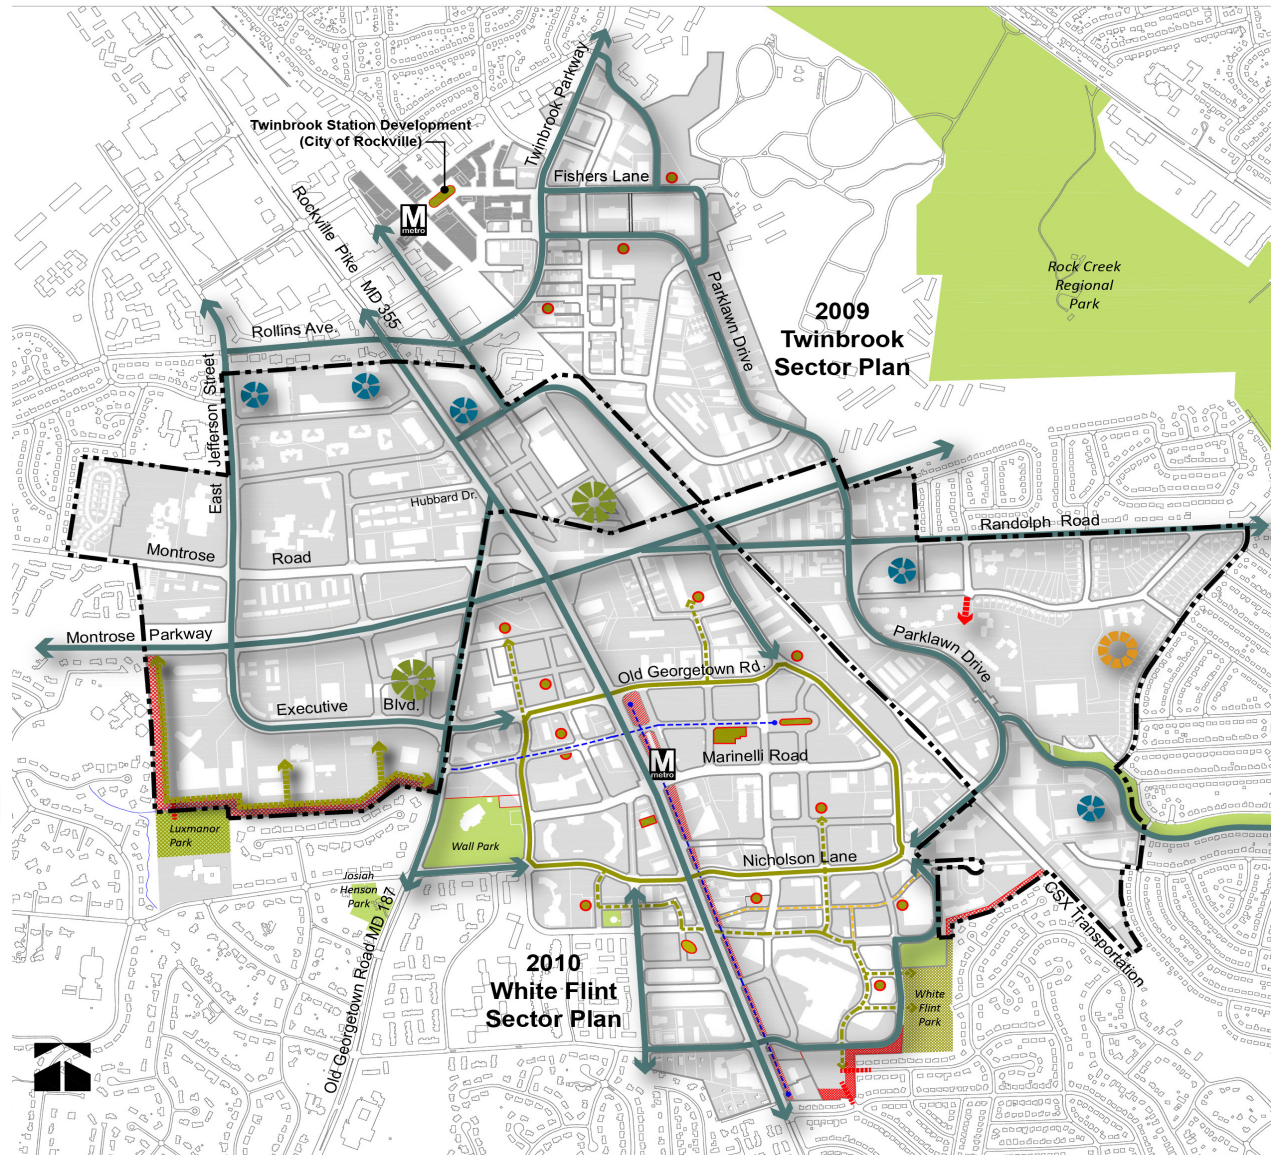 Twinbrook Parkway
Twinbrook Station Development
(City of Rockville)
M
metro
Fishers Lane
Rockville Pike MD 355
Rock Creek
Regional
Park
Parklawn Drive
2009
Twinbrook
Sector Plan
Rollins Ave.
East Jefferson Street
Hubbard Dr.
Randolph Road
Montrose Road
Montrose Parkway
Parklawn Drive
Old Georgetown Rd.
Executive Blvd.
M
metro
Marinelli Road
Luxmanor
Park
Wall Park
Nicholson Lane
Josiah
Henson
Park
Old Georgetown Road MD 187
CSX Transportation
2010
White Flint
Sector Plan
White
Flint
Park